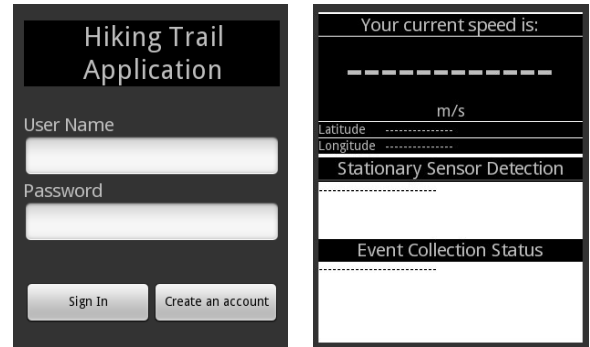 Hiking Trail
Application
User Name
Password
Sign In
Create an account
Your current speed is:
-----------
m/s
Latitude ---------------
Longitude ---------------
Stationary Sensor Detection
--------------------------
Event Collection Status
--------------------------